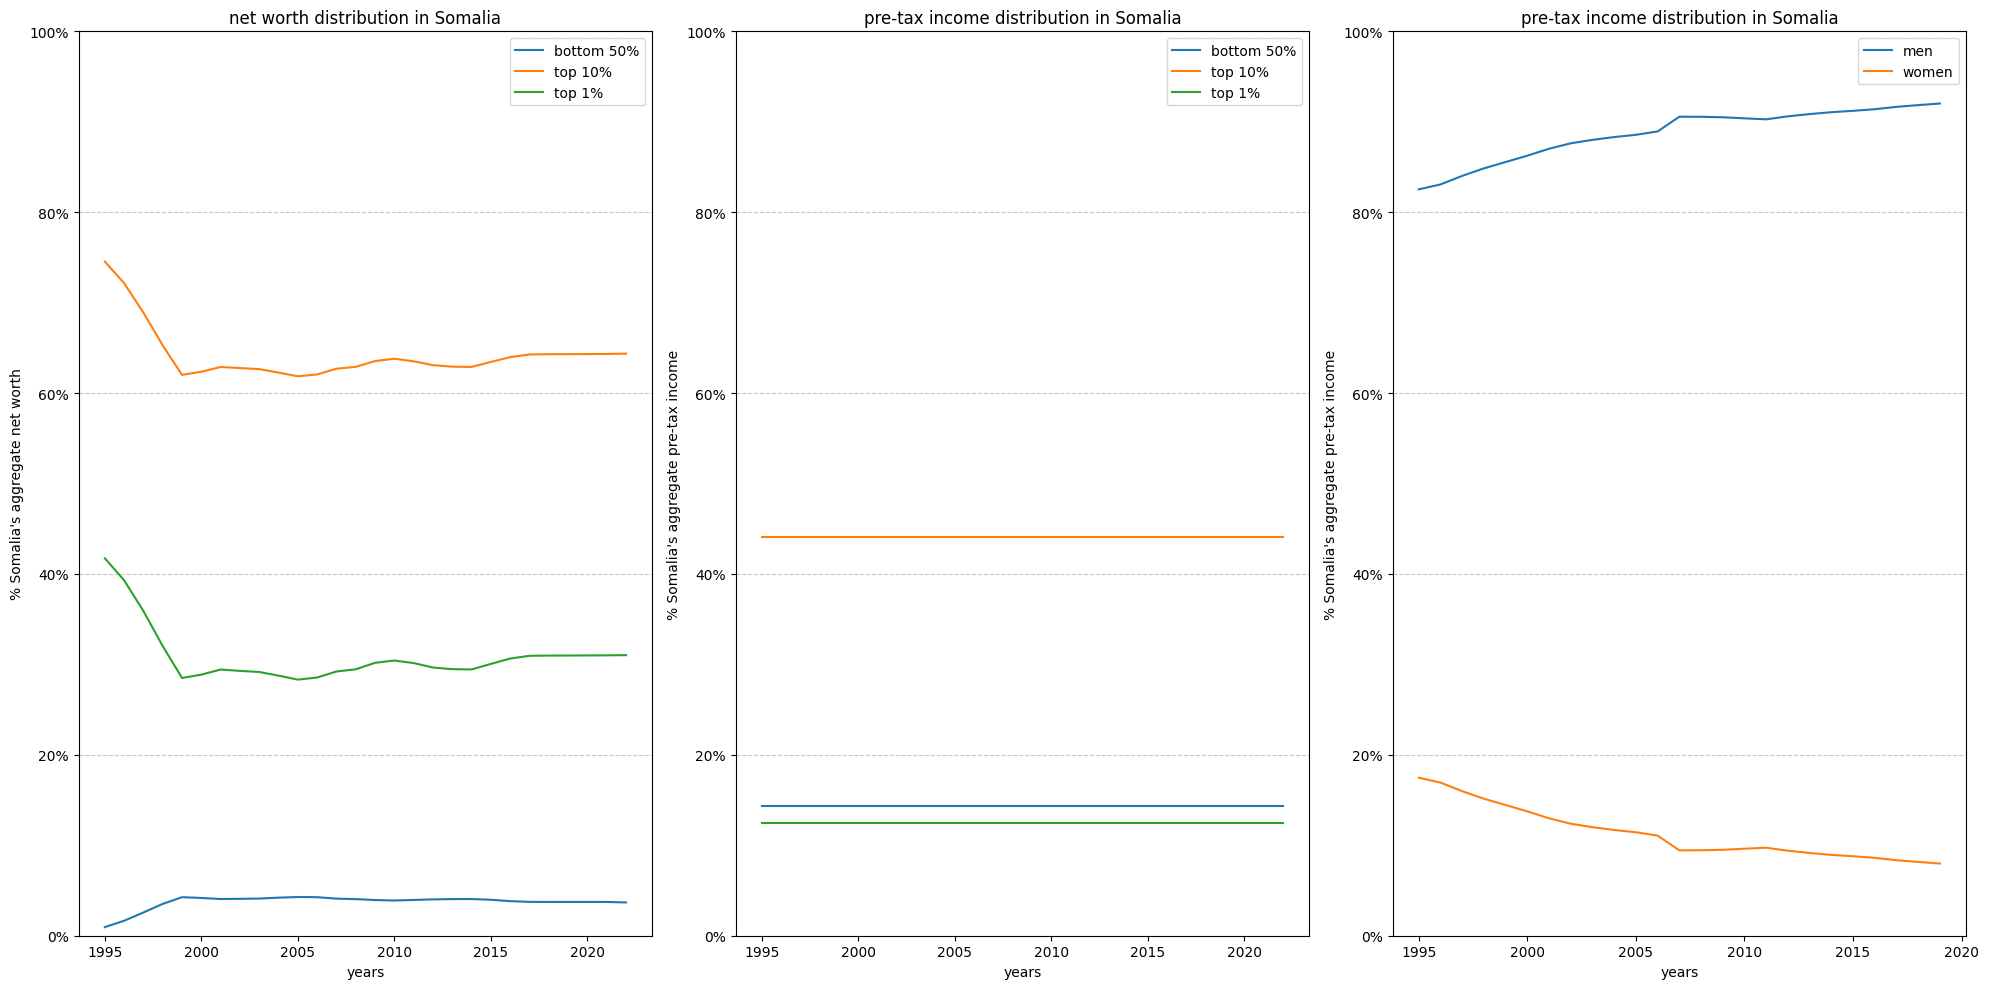 net worth distribution in Somalia
% Somalia's aggregate net worth
100%
80%
60%
40%
20%
0%
bottom 50%
top 10%
top 1%
1995
2000
2005
2010
2015
2020
years
pre-tax income distribution in Somalia
% Somalia's aggregate pre-tax income
100%
80%
60%
40%
20%
0%
bottom 50%
top 10%
top 1%
1995
2000
2005
2010
2015
2020
years
pre-tax income distribution in Somalia
% Somalia's aggregate pre-tax income
100%
80%
60%
40%
20%
0%
men
women
1995
2000
2005
2010
2015
2020
years